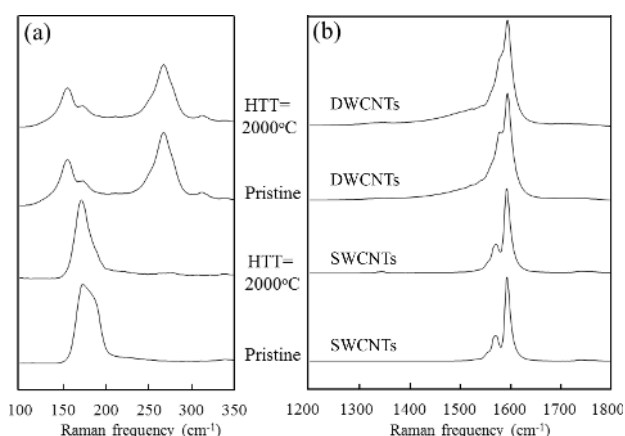 (a)
HTT=
2000°C
Pristine
HTT=
2000°C
Pristine
100 150 200 250 300 350
Raman frequency (cm-1)
(b)
DWCNTs
DWCNTs
SWCNTs
SWCNTs
1200 1300 1400 1500 1600 1700 1800
Raman frequency (cm-1)